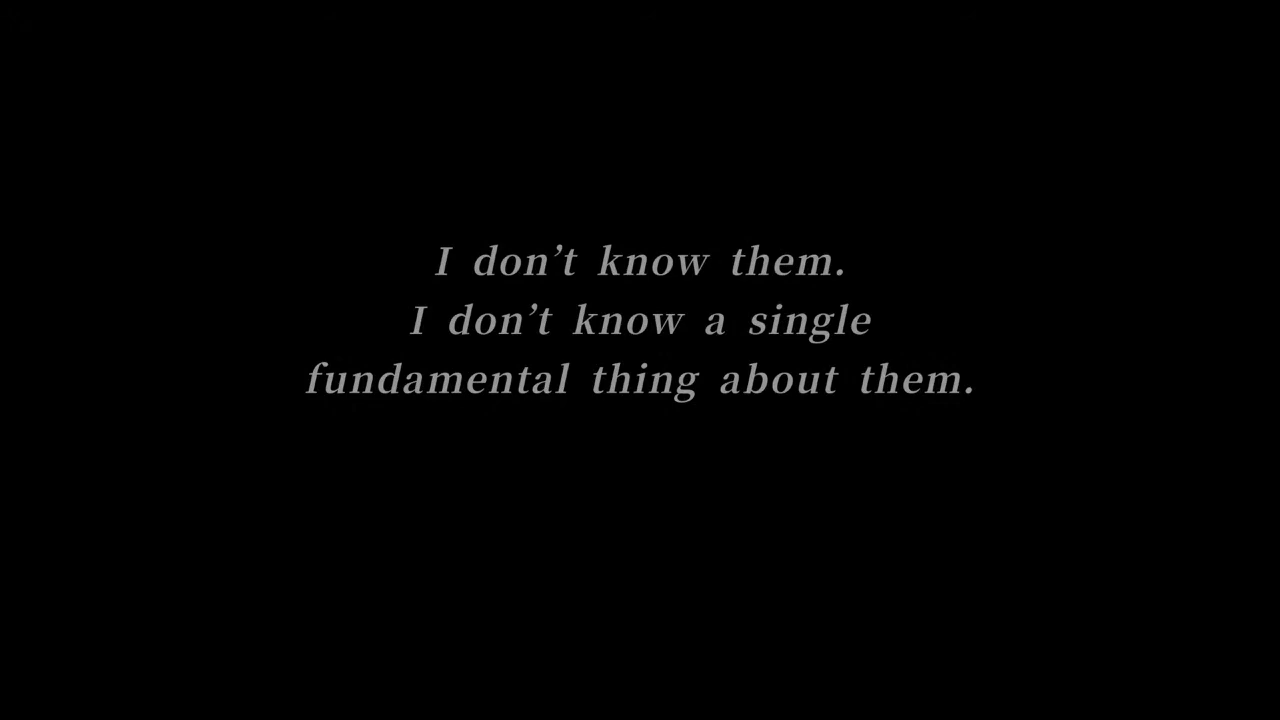 I don’t know them.
I don’t know a single
fundamental thing about them.